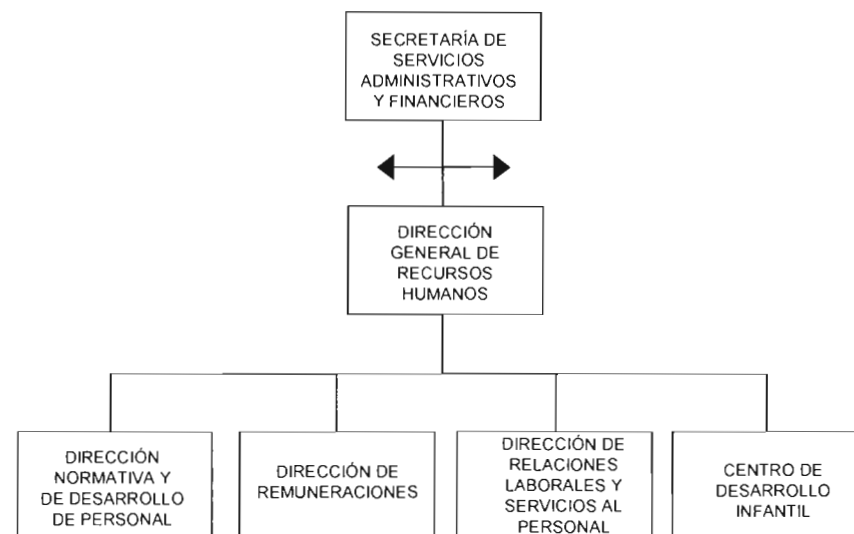 SECRETARÍA DE
SERVICIOS
ADMINISTRATIVOS
Y FINANCIEROS
DIRECCIÓN
GENERAL DE
RECURSOS
HUMANOS
DIRECCIÓN
NORMATIVA Y
DE DESARROLLO
DE PERSONAL
DIRECCIÓN DE
REMUNERACIONES
DIRECCIÓN DE
RELACIONES
LABORALES Y
SERVICIOS AL
PERSONAL
CENTRO DE
DESARROLLO
INFANTIL